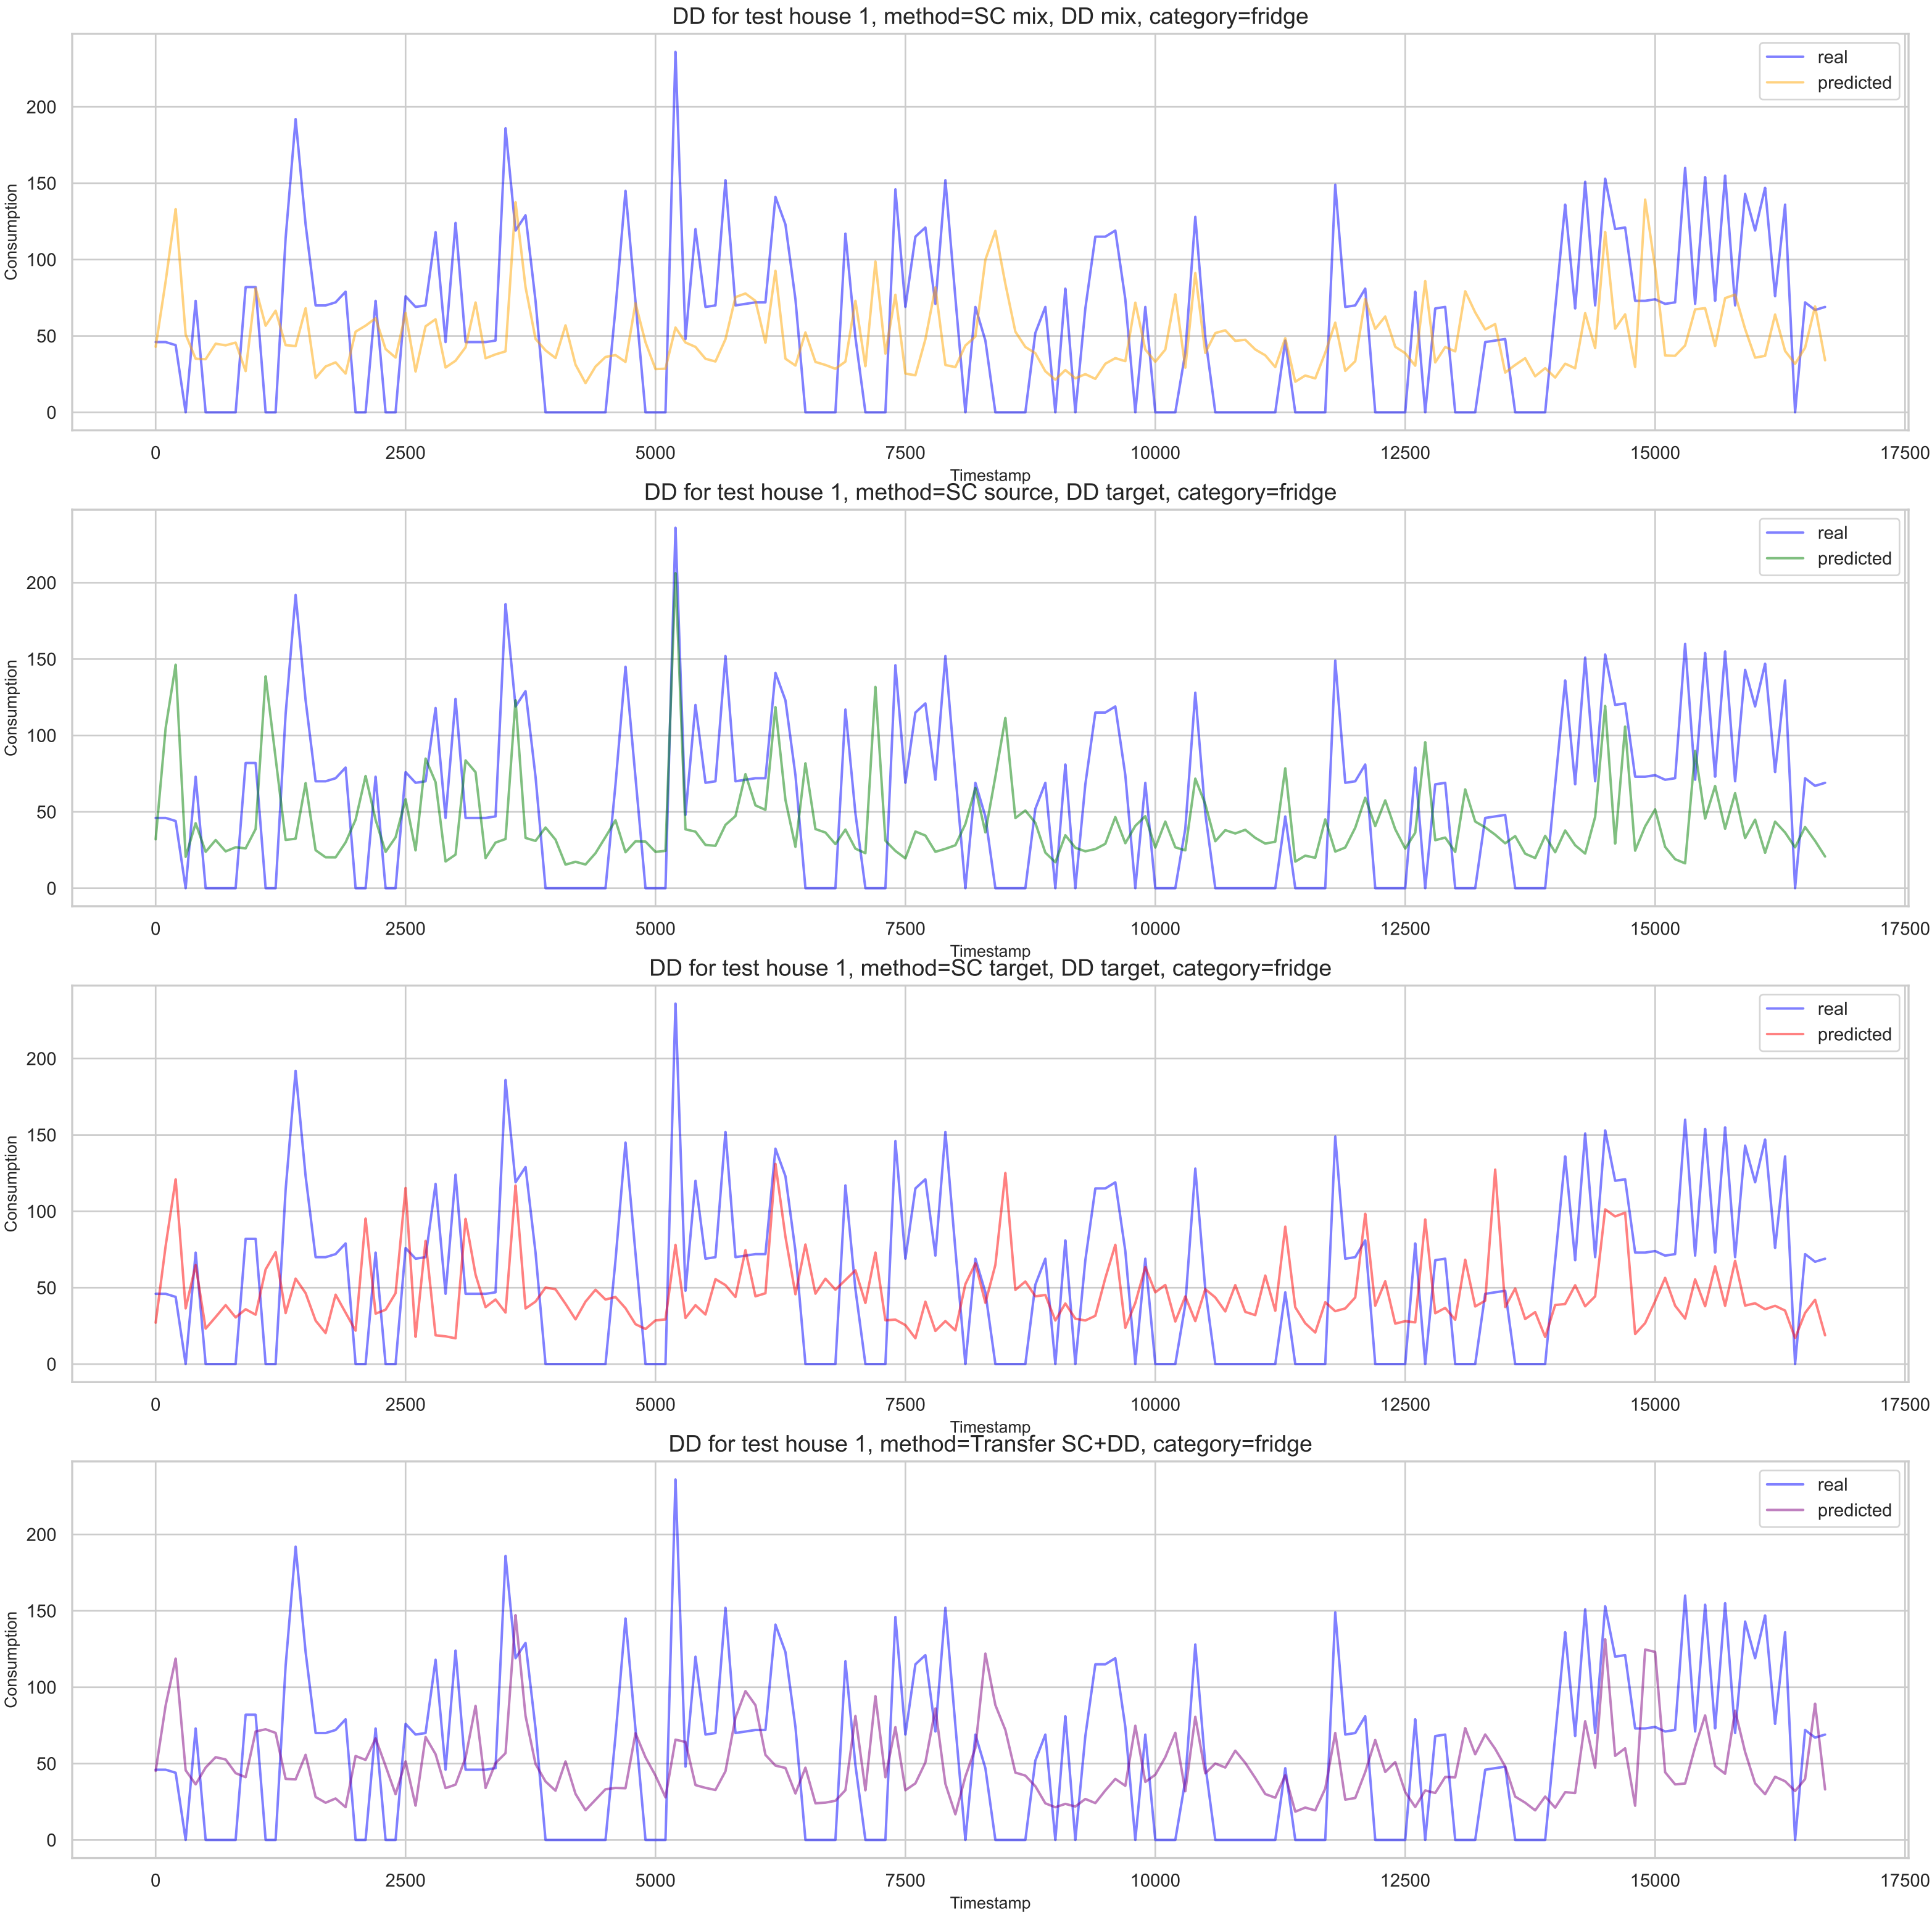 DD for test house 1, method=SC mix, DD mix, category=fridge
real
predicted
Consumption
200
150
100
50
0
0 2500 5000 7500 10000 12500 15000 17500
Timestamp
DD for test house 1, method=SC source, DD target, category=fridge
real
predicted
Consumption
200
150
100
50
0
0 2500 5000 7500 10000 12500 15000 17500
Timestamp
DD for test house 1, method=SC target, DD target, category=fridge
real
predicted
Consumption
200
150
100
50
0
0 2500 5000 7500 10000 12500 15000 17500
Timestamp
DD for test house 1, method=Transfer SC+DD, category=fridge
real
predicted
Consumption
200
150
100
50
0
0 2500 5000 7500 10000 12500 15000 17500
Timestamp